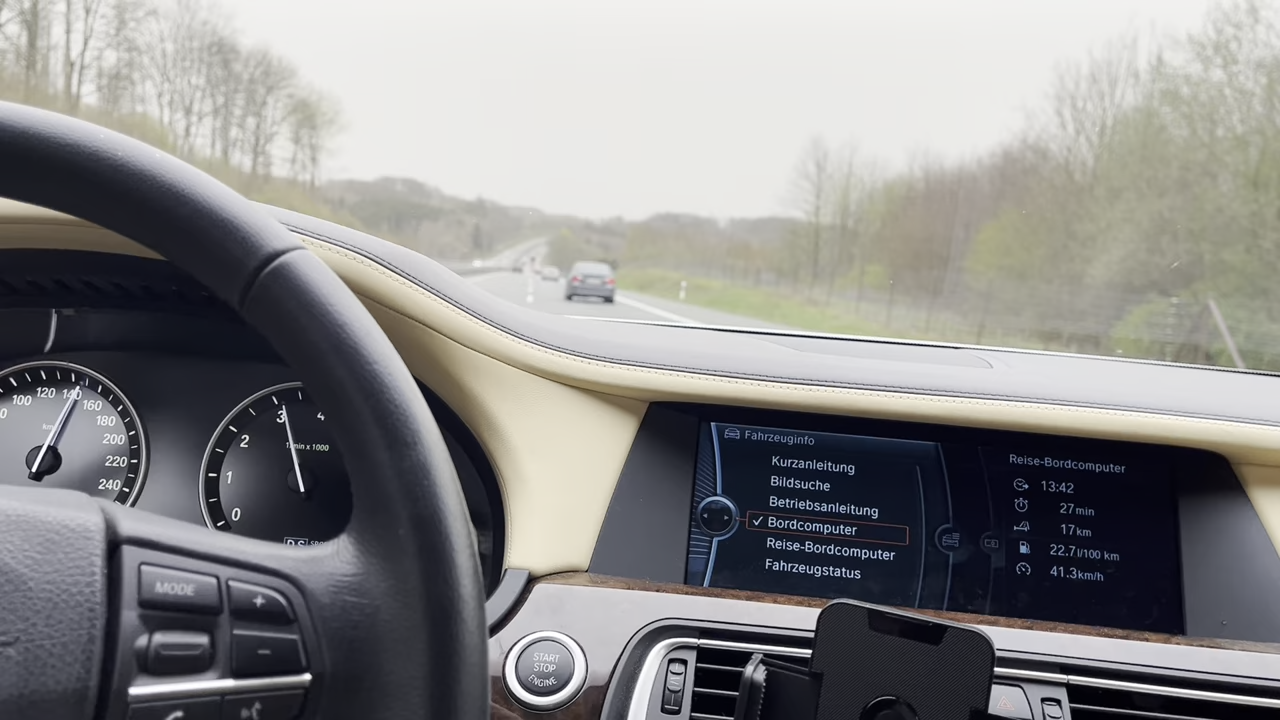 100 120 140 160 180 200 220 240
km/h
0 1 2 3 4
1/min x 1000
DS
MODE
+
−
START
STOP
ENGINE
Fahrzeuginfo
Kurzanleitung
Bildsuche
Betriebsanleitung
✓ Bordcomputer
Reise-Bordcomputer
Fahrzeugstatus
Reise-Bordcomputer
13:42
27min
17km
22.7l/100 km
41.3km/h